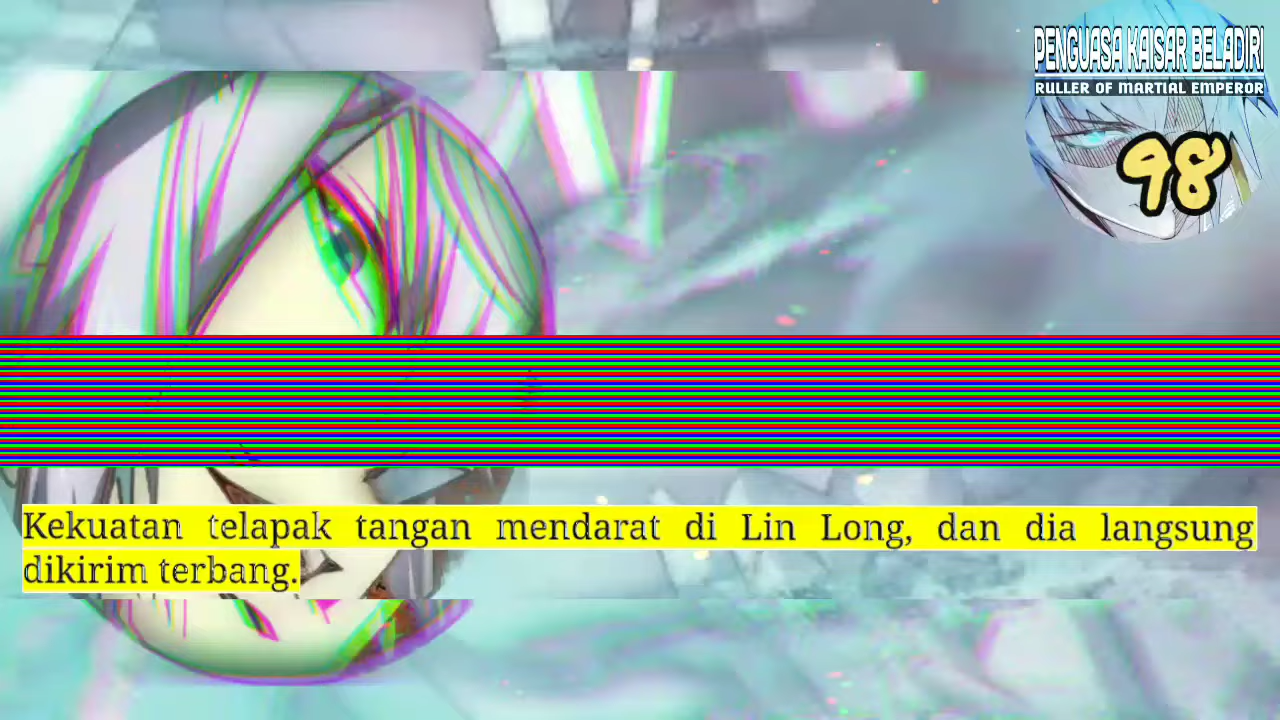 PENGUASA KAISAR BELADIRI
RULLER OF MARTIAL EMPEROR
98
Kekuatan telapak tangan mendarat di Lin Long, dan dia langsung
dikirim terbang.